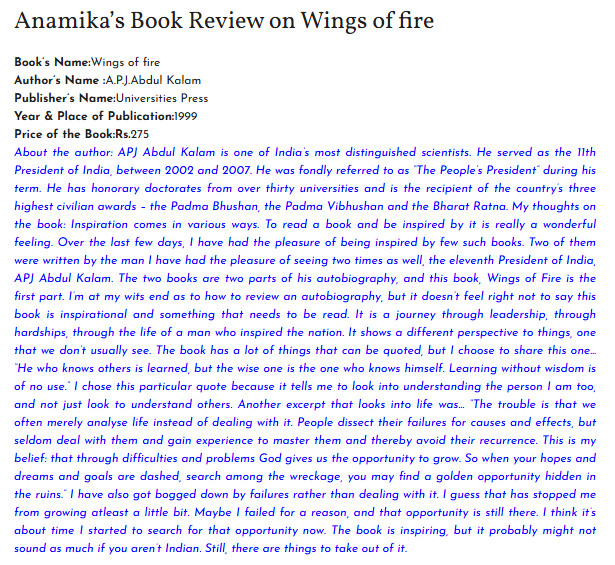 Anamika's Book Review on Wings of fire
Book's Name:Wings of fire
Author's Name :A.P.J.Abdul Kalam
Publisher's Name:Universities Press
Year & Place of Publication:1999
Price of the Book:Rs.275
About the author: APJ Abdul Kalam is one of India's most distinguished scientists. He served as the 11th
President of India, between 2002 and 2007. He was fondly referred to as "The People's President" during his
term. He has honorary doctorates from over thirty universities and is the recipient of the country's three
highest civilian awards – the Padma Bhushan, the Padma Vibhushan and the Bharat Ratna. My thoughts on
the book: Inspiration comes in various ways. To read a book and be inspired by it is really a wonderful
feeling. Over the last few days, I have had the pleasure of being inspired by few such books. Two of them
were written by the man I have had the pleasure of seeing two times as well, the eleventh President of India,
APJ Abdul Kalam. The two books are two parts of his autobiography, and this book, Wings of Fire is the
first part. I'm at my wits end as to how to review an autobiography, but it doesn't feel right not to say this
book is inspirational and something that needs to be read. It is a journey through leadership, through
hardships, through the life of a man who inspired the nation. It shows a different perspective to things, one
that we don't usually see. The book has a lot of things that can be quoted, but I choose to share this one…
"He who knows others is learned, but the wise one is the one who knows himself. Learning without wisdom is
of no use." I chose this particular quote because it tells me to look into understanding the person I am too,
and not just look to understand others. Another excerpt that looks into life was… "The trouble is that we
often merely analyse life instead of dealing with it. People dissect their failures for causes and effects, but
seldom deal with them and gain experience to master them and thereby avoid their recurrence. This is my
belief: that through difficulties and problems God gives us the opportunity to grow. So when your hopes and
dreams and goals are dashed, search among the wreckage, you may find a golden opportunity hidden in
the ruins." I have also got bogged down by failures rather than dealing with it. I guess that has stopped me
from growing atleast a little bit. Maybe I failed for a reason, and that opportunity is still there. I think it's
about time I started to search for that opportunity now. The book is inspiring, but it probably might not
sound as much if you aren't Indian. Still, there are things to take out of it.